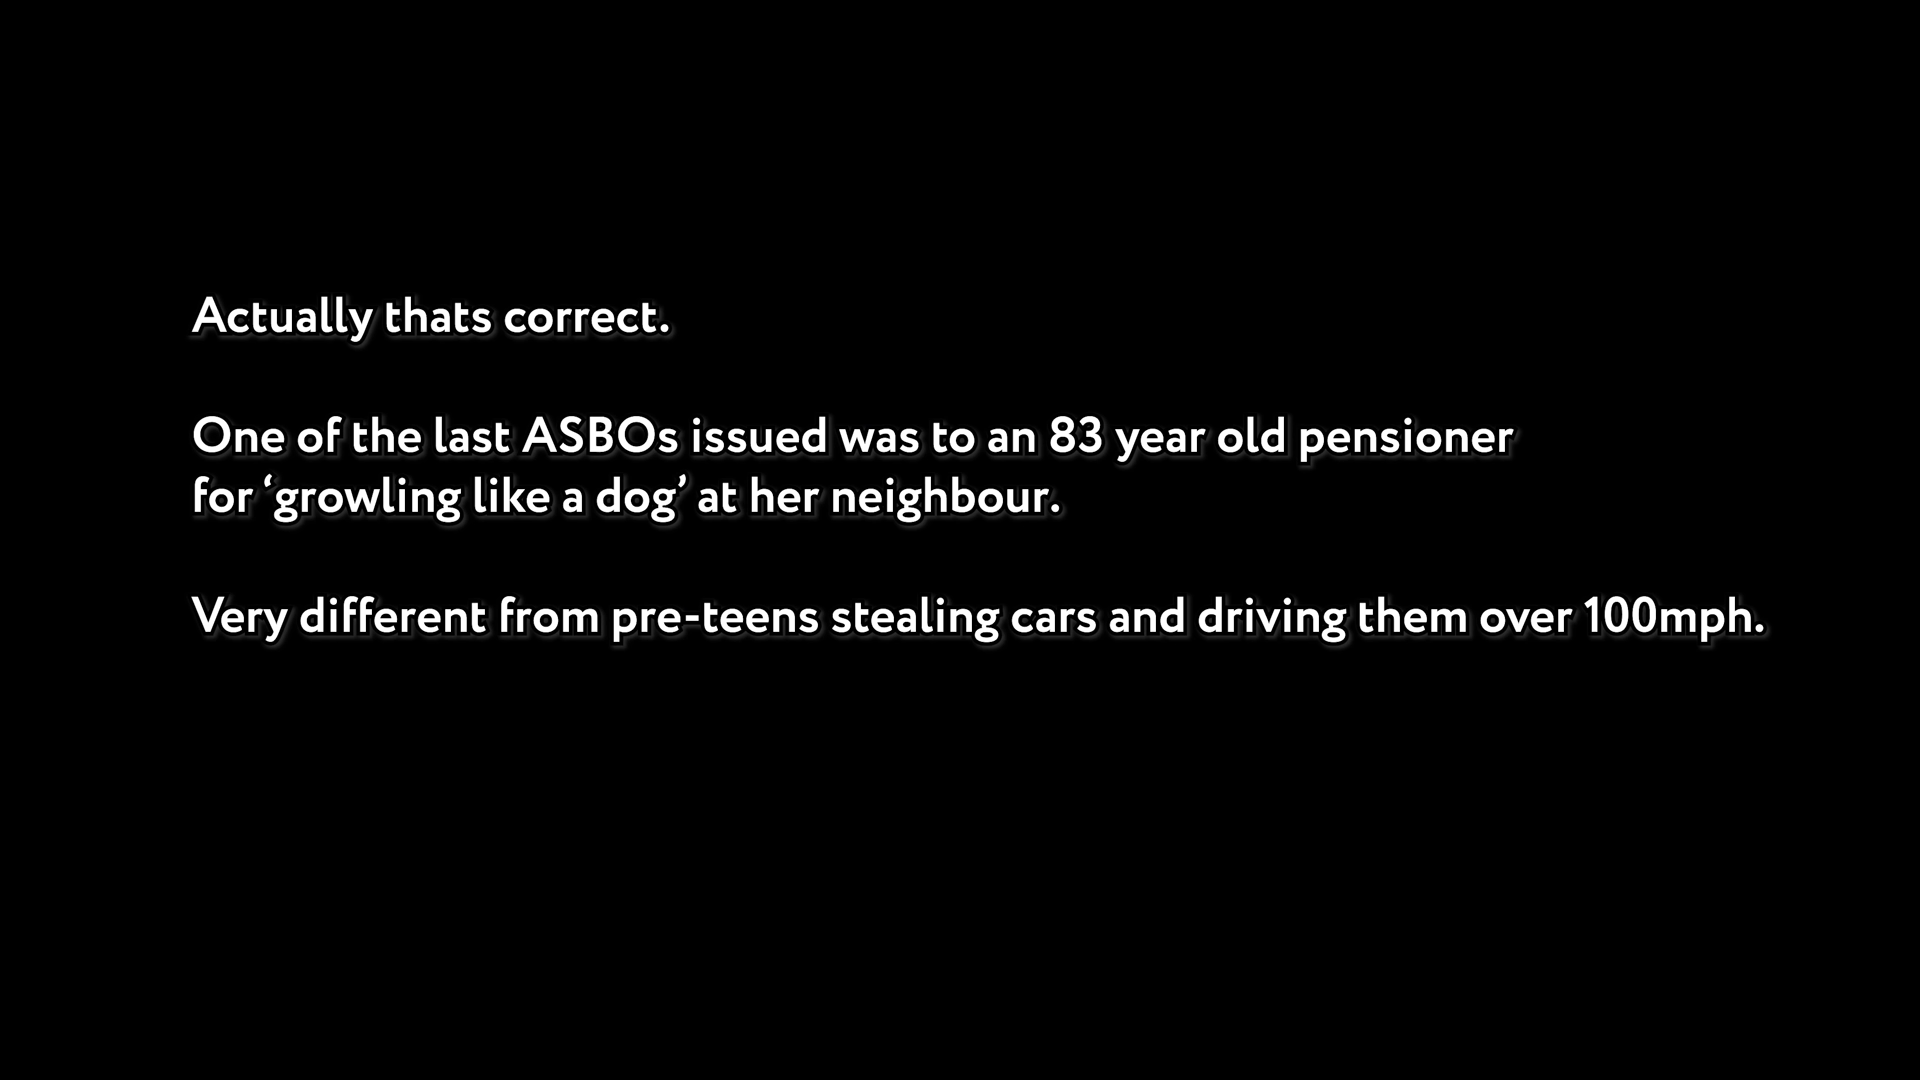 Actually thats correct.
One of the last ASBOs issued was to an 83 year old pensioner
for ‘growling like a dog’ at her neighbour.
Very different from pre-teens stealing cars and driving them over 100mph.